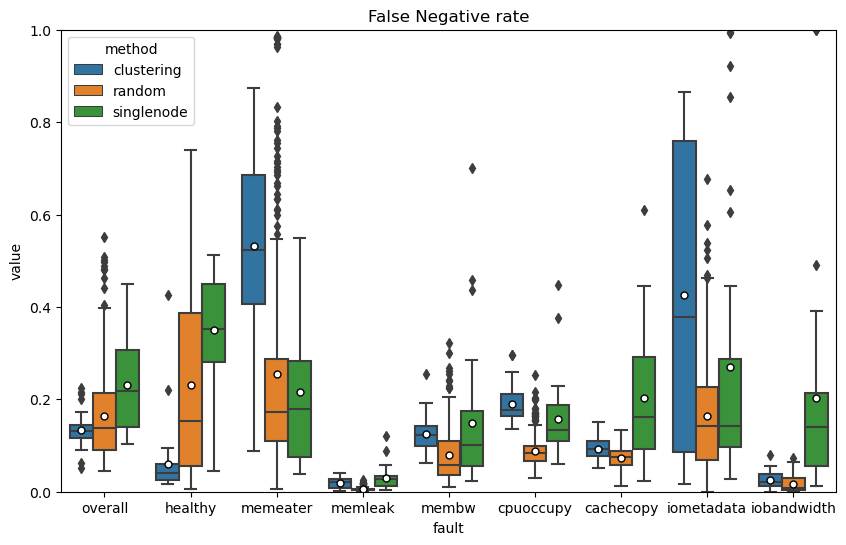 False Negative rate
method
clustering
random
singlenode
value
1.0
0.8
0.6
0.4
0.2
0.0
overall healthy memeater memleak membw cpuoccupy cachecopy iometadata iobandwidth
fault